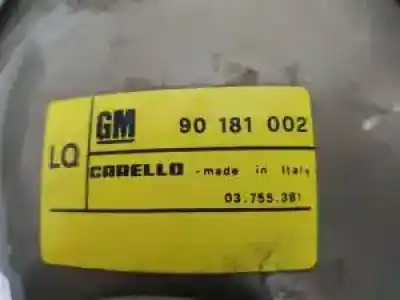 GM 90 181 002
LQ
CARELLO - made in Italy
03.755.381